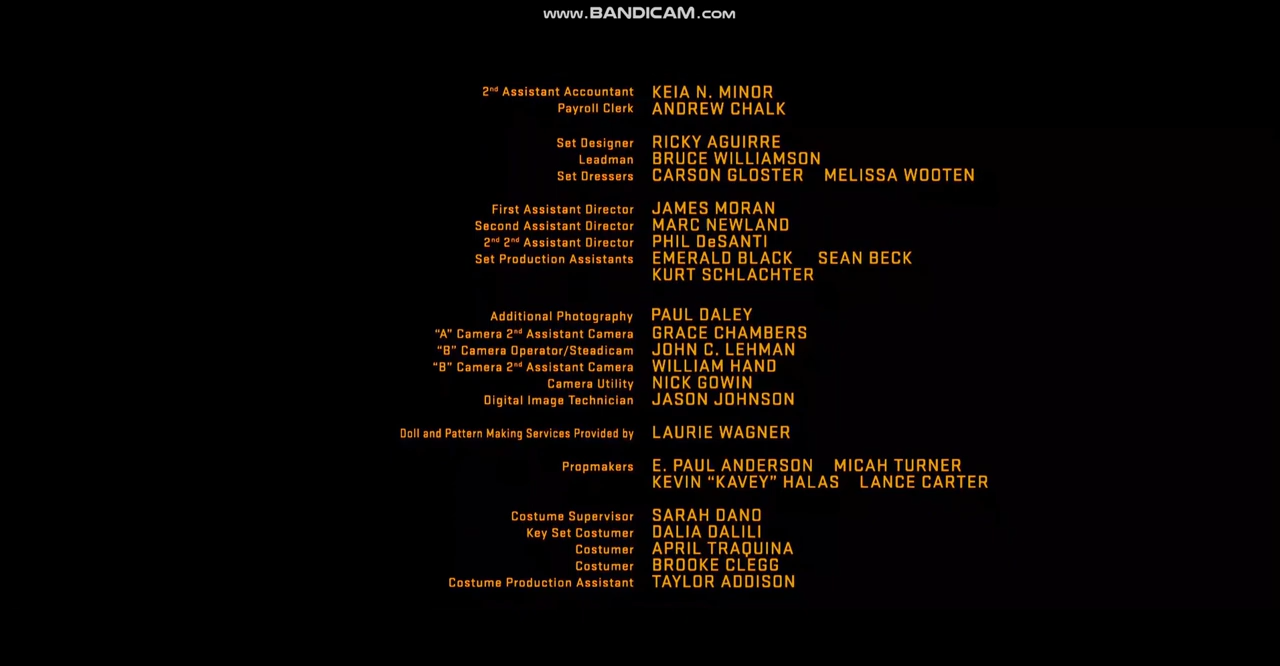 www.BANDICAM.com
2nd Assistant Accountant KEIA N. MINOR
Payroll Clerk ANDREW CHALK
Set Designer RICKY AGUIRRE
Leadman BRUCE WILLIAMSON
Set Dressers CARSON GLOSTER MELISSA WOOTEN
First Assistant Director JAMES MORAN
Second Assistant Director MARC NEWLAND
2nd 2nd Assistant Director PHIL DeSANTI
Set Production Assistants EMERALD BLACK SEAN BECK
KURT SCHLACHTER
Additional Photography PAUL DALEY
“A” Camera 2nd Assistant Camera GRACE CHAMBERS
“B” Camera Operator/Steadicam JOHN C. LEHMAN
“B” Camera 2nd Assistant Camera WILLIAM HAND
Camera Utility NICK GOWIN
Digital Image Technician JASON JOHNSON
Doll and Pattern Making Services Provided by LAURIE WAGNER
Propmakers E. PAUL ANDERSON MICAH TURNER
KEVIN “KAVEY” HALAS LANCE CARTER
Costume Supervisor SARAH DANO
Key Set Costumer DALIA DALILI
Costumer APRIL TRAQUINA
Costumer BROOKE CLEGG
Costume Production Assistant TAYLOR ADDISON